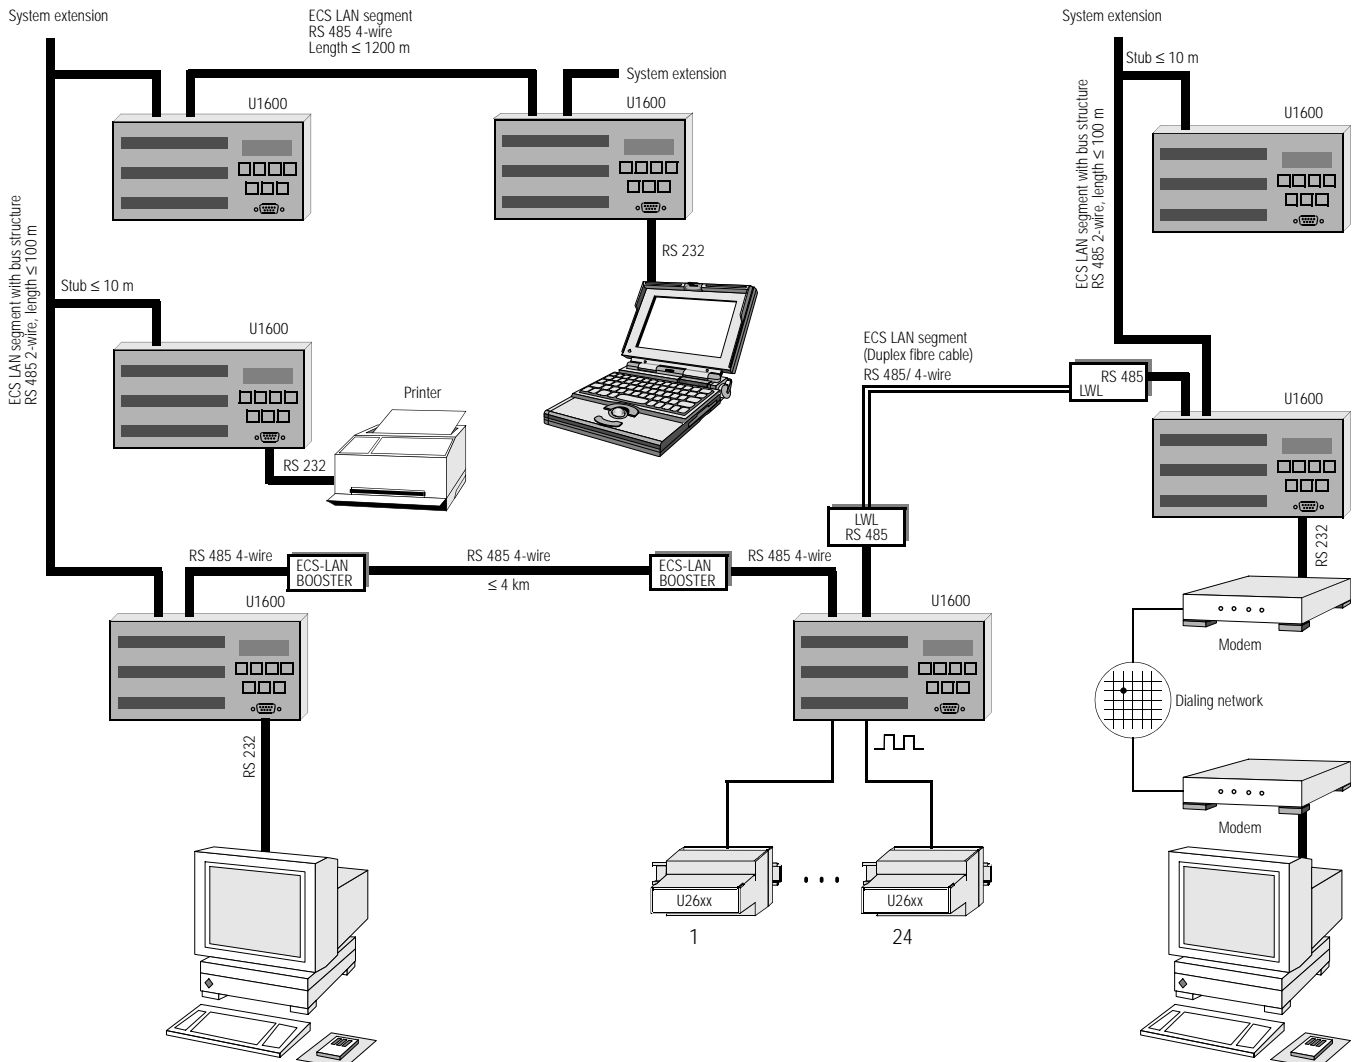 System extension
ECS LAN segment
RS 485 4-wire
Length ≤ 1200 m
System extension
System extension
Stub ≤ 10 m
U1600
U1600
U1600
ECS LAN segment with bus structure
RS 485 2-wire, length ≤ 100 m
ECS LAN segment with bus structure
RS 485 2-wire, length ≤ 100 m
RS 232
Stub ≤ 10 m
U1600
Printer
RS 232
ECS LAN segment
(Duplex fibre cable)
RS 485/ 4-wire
RS 485
LWL
U1600
LWL
RS 485
RS 232
RS 485 4-wire
ECS-LAN
BOOSTER
RS 485 4-wire
≤ 4 km
ECS-LAN
BOOSTER
RS 485 4-wire
U1600
U1600
Modem
Dialing network
RS 232
Modem
U26xx
U26xx
1
24